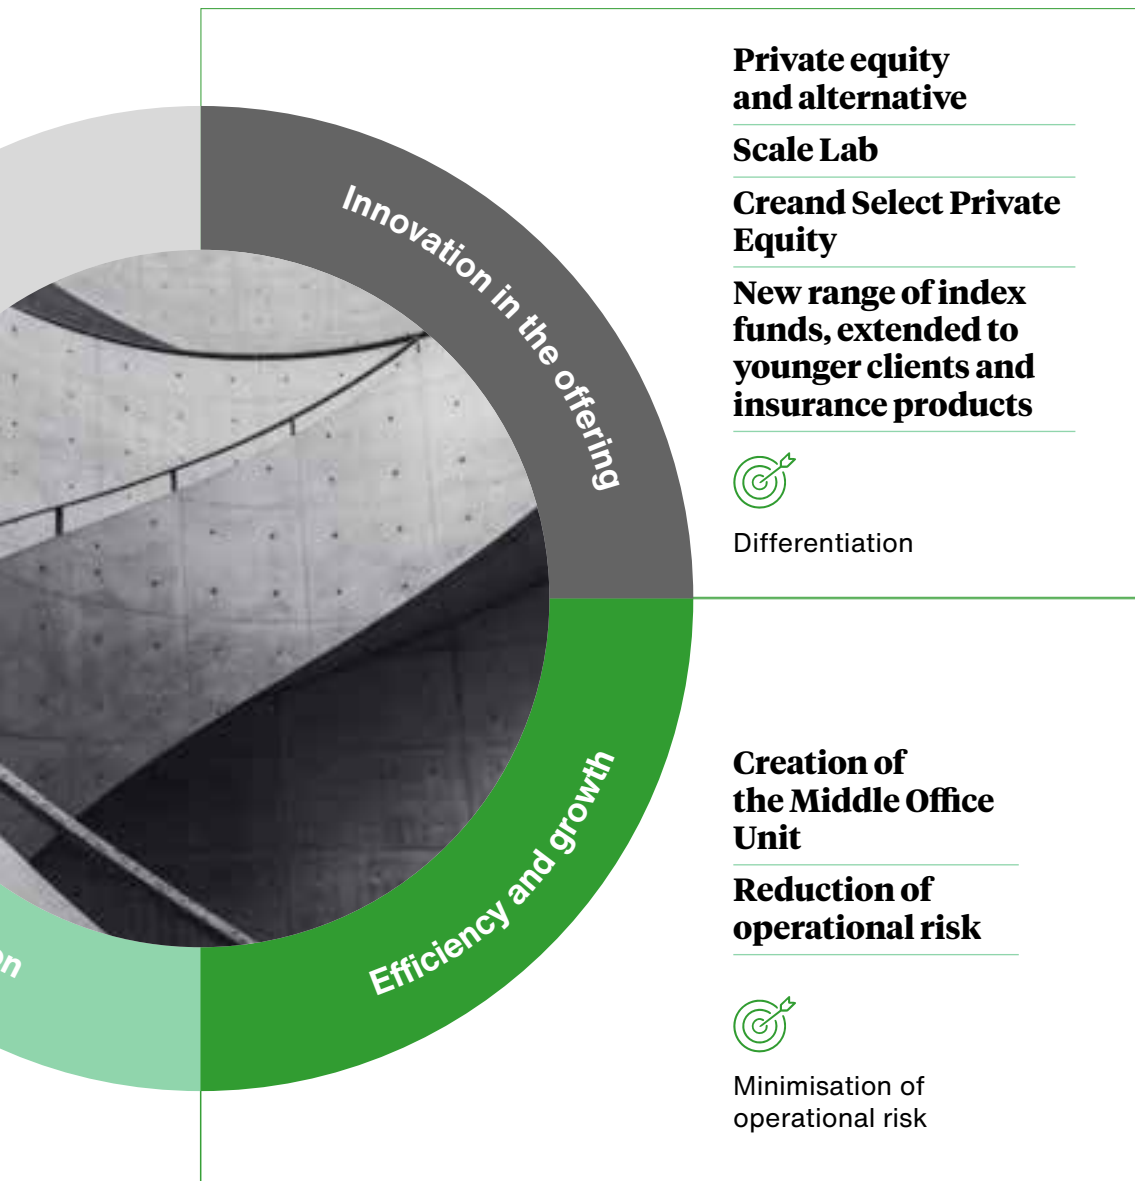 Innovation in the offering
Private equity
and alternative
Scale Lab
Creand Select Private
Equity
New range of index
funds, extended to
younger clients and
insurance products
Differentiation
Efficiency and growth
Creation of
the Middle Office
Unit
Reduction of
operational risk
Minimisation of
operational risk